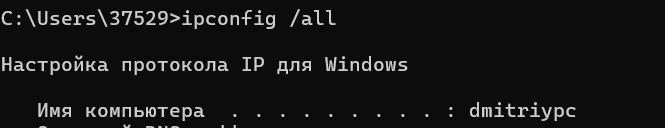 C:\Users\37529>ipconfig /all
Настройка протокола IP для Windows
Имя компьютера . . . . . . . . . : dmitriypc